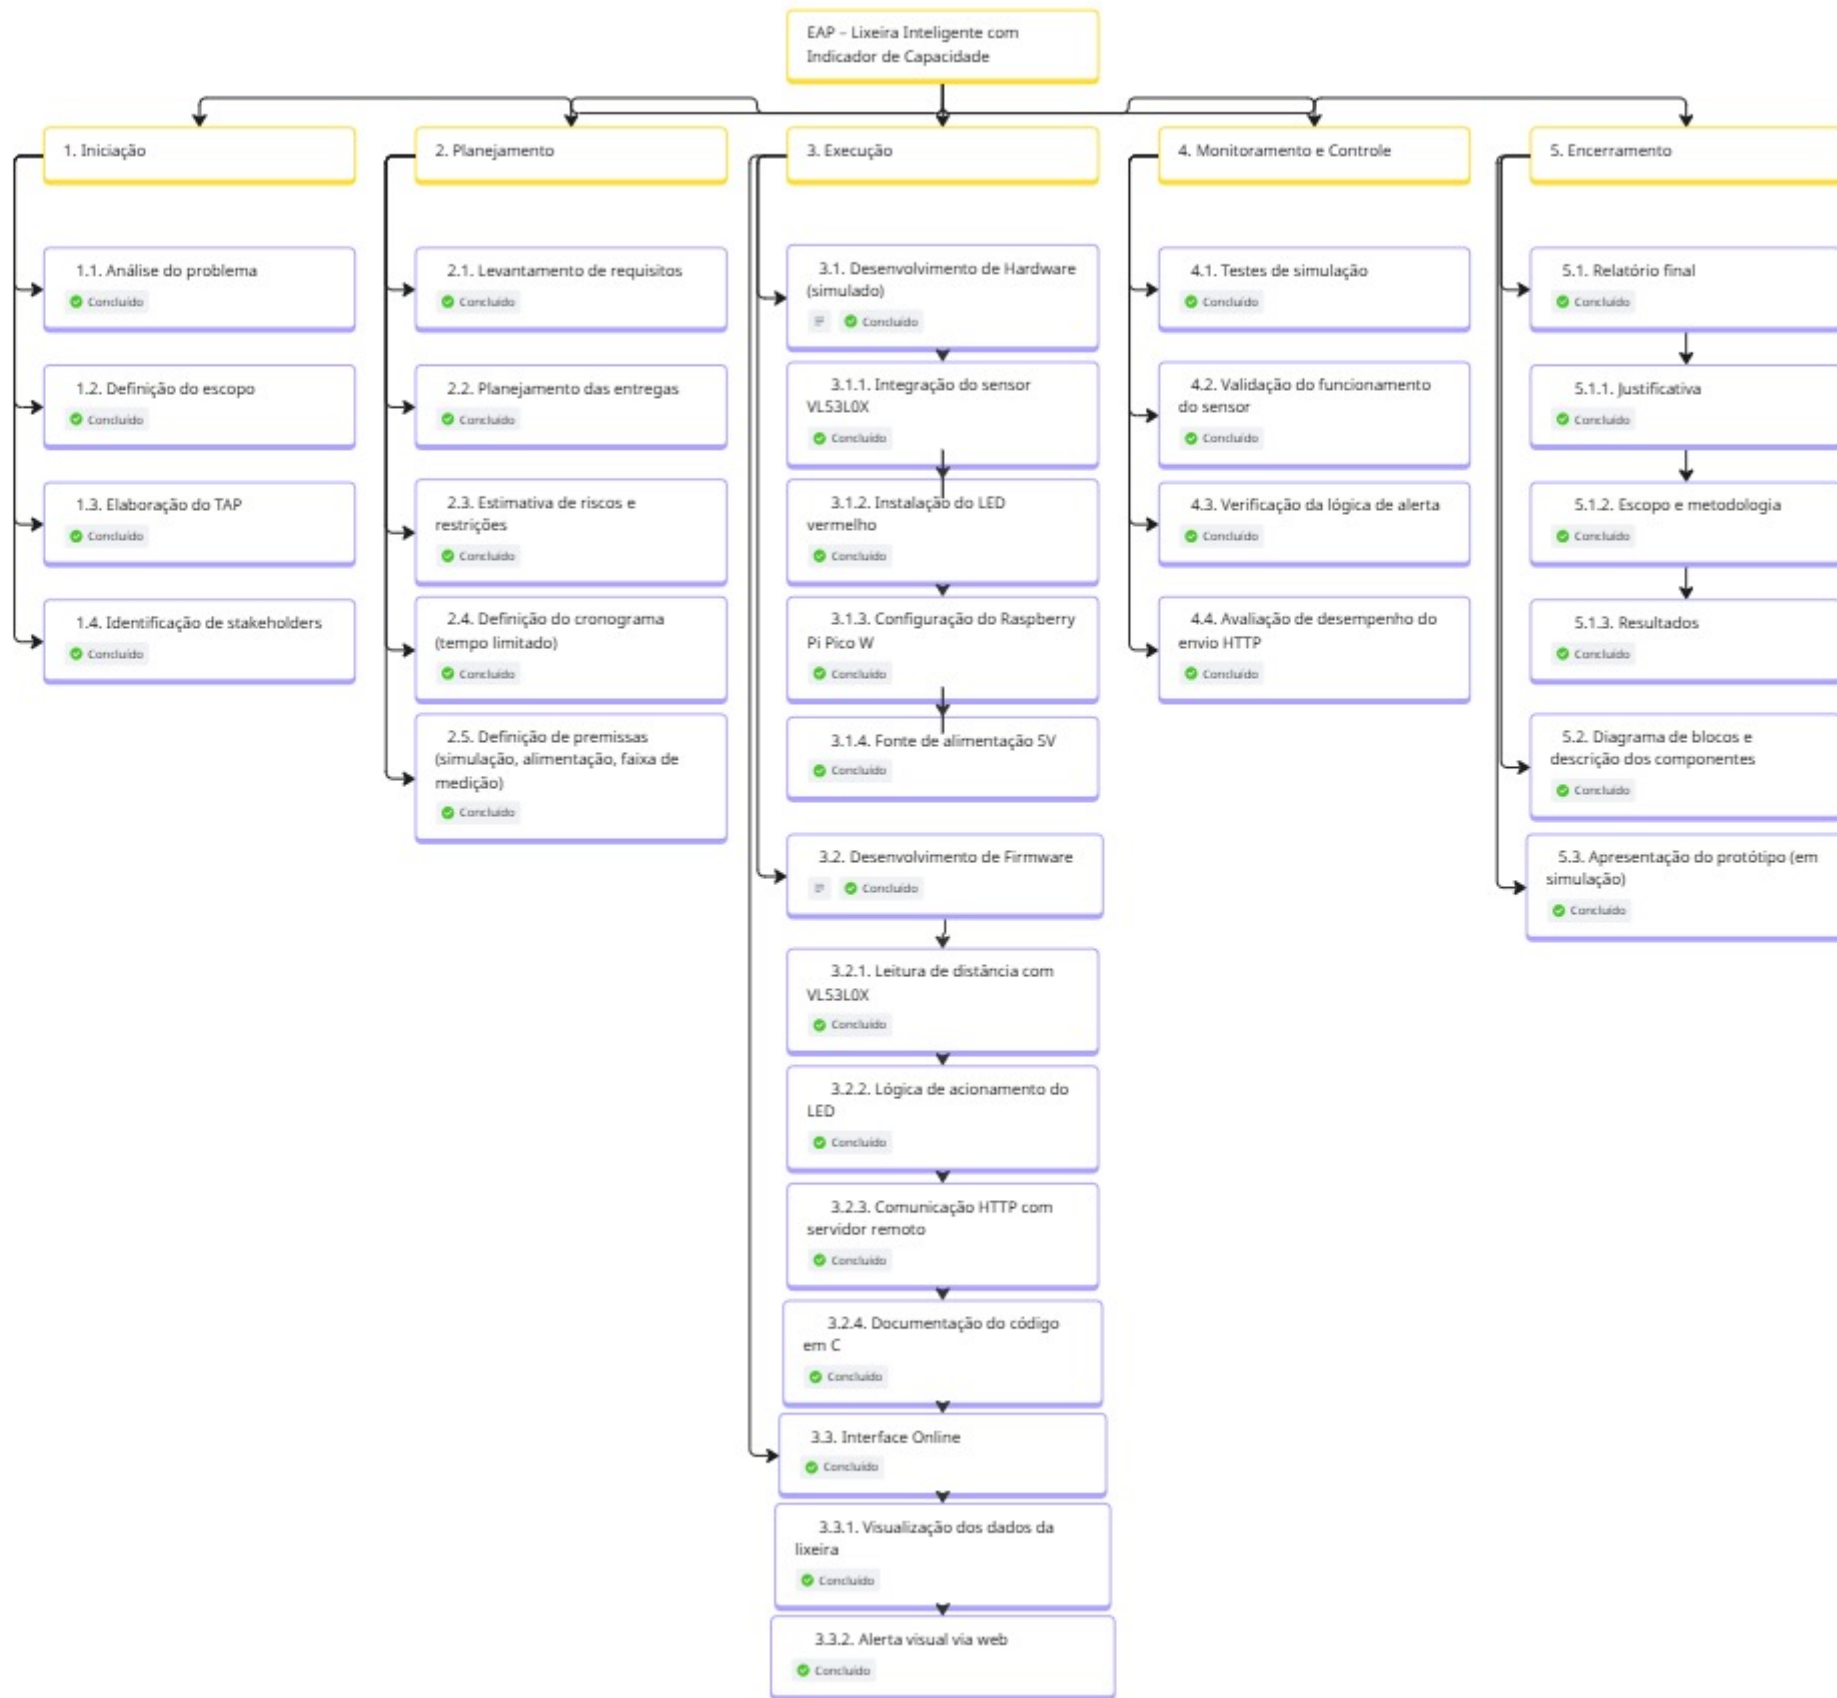 EAP – Lixeira Inteligente com
Indicador de Capacidade
1. Iniciação
1.1. Análise do problema
Concluído
1.2. Definição do escopo
Concluído
1.3. Elaboração do TAP
Concluído
1.4. Identificação de stakeholders
Concluído
2. Planejamento
2.1. Levantamento de requisitos
Concluído
2.2. Planejamento das entregas
Concluído
2.3. Estimativa de riscos e
restrições
Concluído
2.4. Definição do cronograma
(tempo limitado)
Concluído
2.5. Definição de premissas
(simulação, alimentação, faixa de
medição)
Concluído
3. Execução
3.1. Desenvolvimento de Hardware
(simulado)
Concluído
3.1.1. Integração do sensor
VL53L0X
Concluído
3.1.2. Instalação do LED
vermelho
Concluído
3.1.3. Configuração do Raspberry
Pi Pico W
Concluído
3.1.4. Fonte de alimentação 5V
Concluído
3.2. Desenvolvimento de Firmware
Concluído
3.2.1. Leitura de distância com
VL53L0X
Concluído
3.2.2. Lógica de acionamento do
LED
Concluído
3.2.3. Comunicação HTTP com
servidor remoto
Concluído
3.2.4. Documentação do código
em C
Concluído
3.3. Interface Online
Concluído
3.3.1. Visualização dos dados da
lixeira
Concluído
3.3.2. Alerta visual via web
Concluído
4. Monitoramento e Controle
4.1. Testes de simulação
Concluído
4.2. Validação do funcionamento
do sensor
Concluído
4.3. Verificação da lógica de alerta
Concluído
4.4. Avaliação de desempenho do
envio HTTP
Concluído
5. Encerramento
5.1. Relatório final
Concluído
5.1.1. Justificativa
Concluído
5.1.2. Escopo e metodologia
Concluído
5.1.3. Resultados
Concluído
5.2. Diagrama de blocos e
descrição dos componentes
Concluído
5.3. Apresentação do protótipo (em
simulação)
Concluído